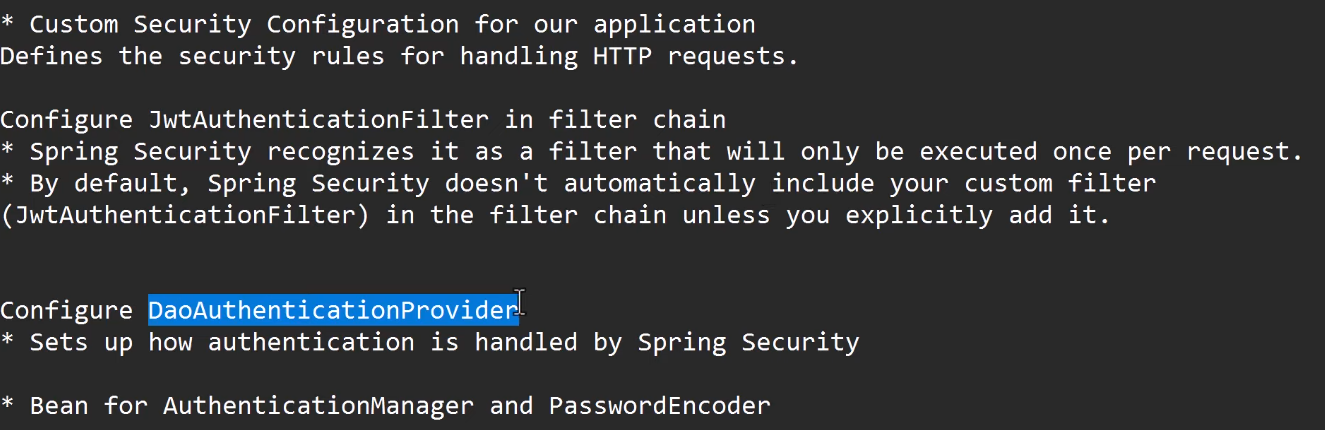 * Custom Security Configuration for our application
Defines the security rules for handling HTTP requests.
Configure JwtAuthenticationFilter in filter chain
* Spring Security recognizes it as a filter that will only be executed once per request.
* By default, Spring Security doesn't automatically include your custom filter
(JwtAuthenticationFilter) in the filter chain unless you explicitly add it.
Configure DaoAuthenticationProvider
* Sets up how authentication is handled by Spring Security
* Bean for AuthenticationManager and PasswordEncoder